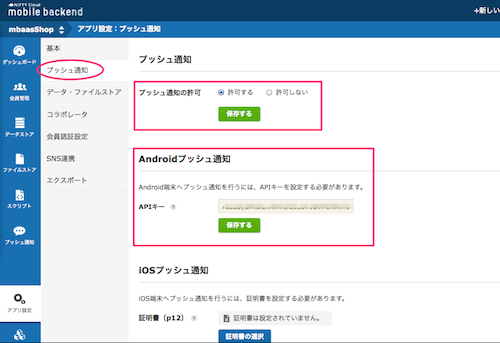 NIFTY Cloud
mobile backend
+新しい
mbaasShop
アプリ設定：プッシュ通知
ダッシュボード
会員管理
データストア
ファイルストア
スクリプト
プッシュ通知
アプリ設定
基本
プッシュ通知
データ・ファイルストア
コラボレータ
会員認証設定
SNS連携
エクスポート
プッシュ通知
プッシュ通知の許可
許可する
許可しない
保存する
Androidプッシュ通知
Android端末へプッシュ通知を行うには、APIキーを設定する必要があります。
APIキー ?
保存する
iOSプッシュ通知
iOS端末へプッシュ通知を行うには、証明書を設定する必要があります。
証明書（p12） ?
証明書は設定されていません。
証明書の選択